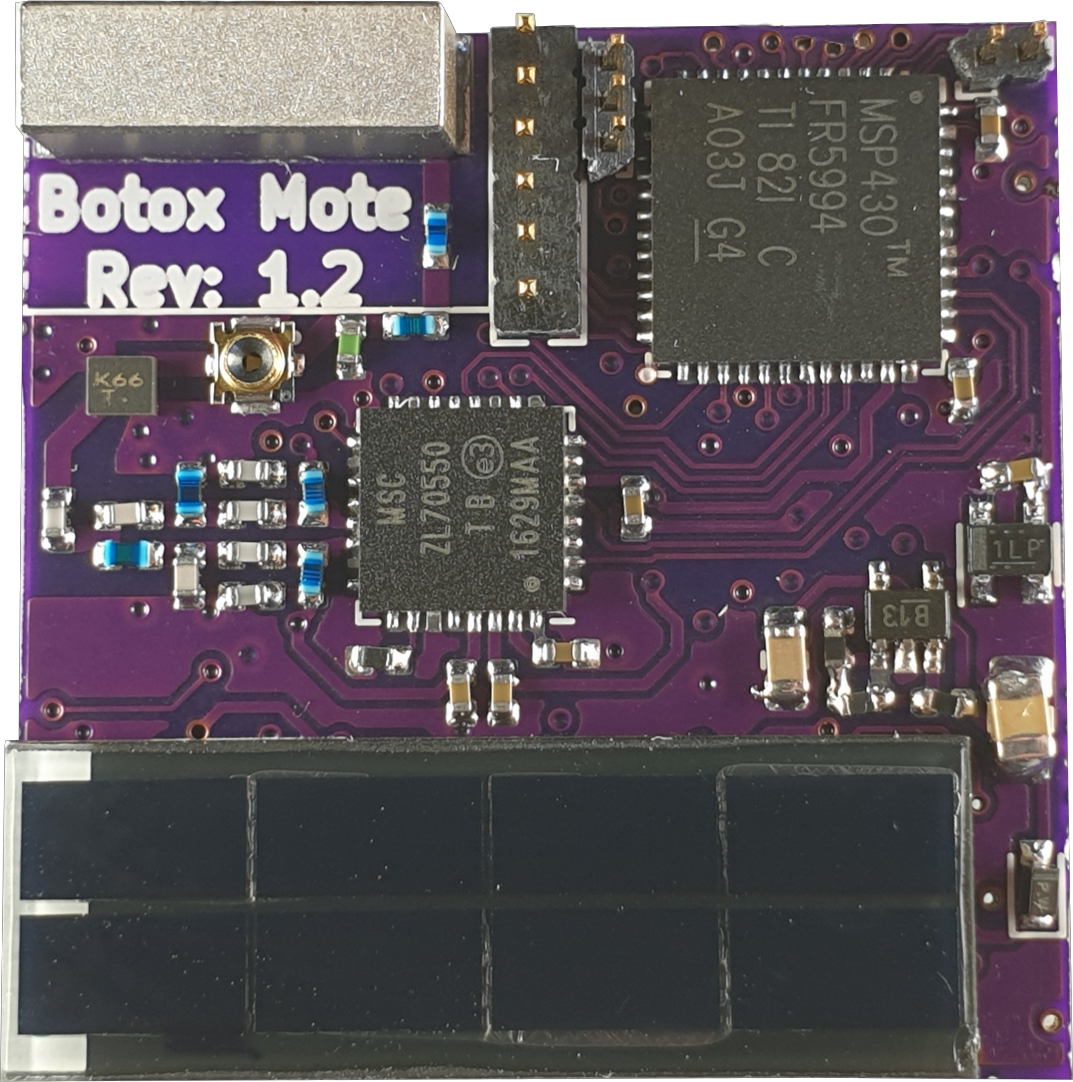 Botox Mote
Rev: 1.2
MSP430™
FR5994
TI 82I C
A03J G4
K66
T.
MSC
ZL70550
T B e3
1629MAA
1LP
B13